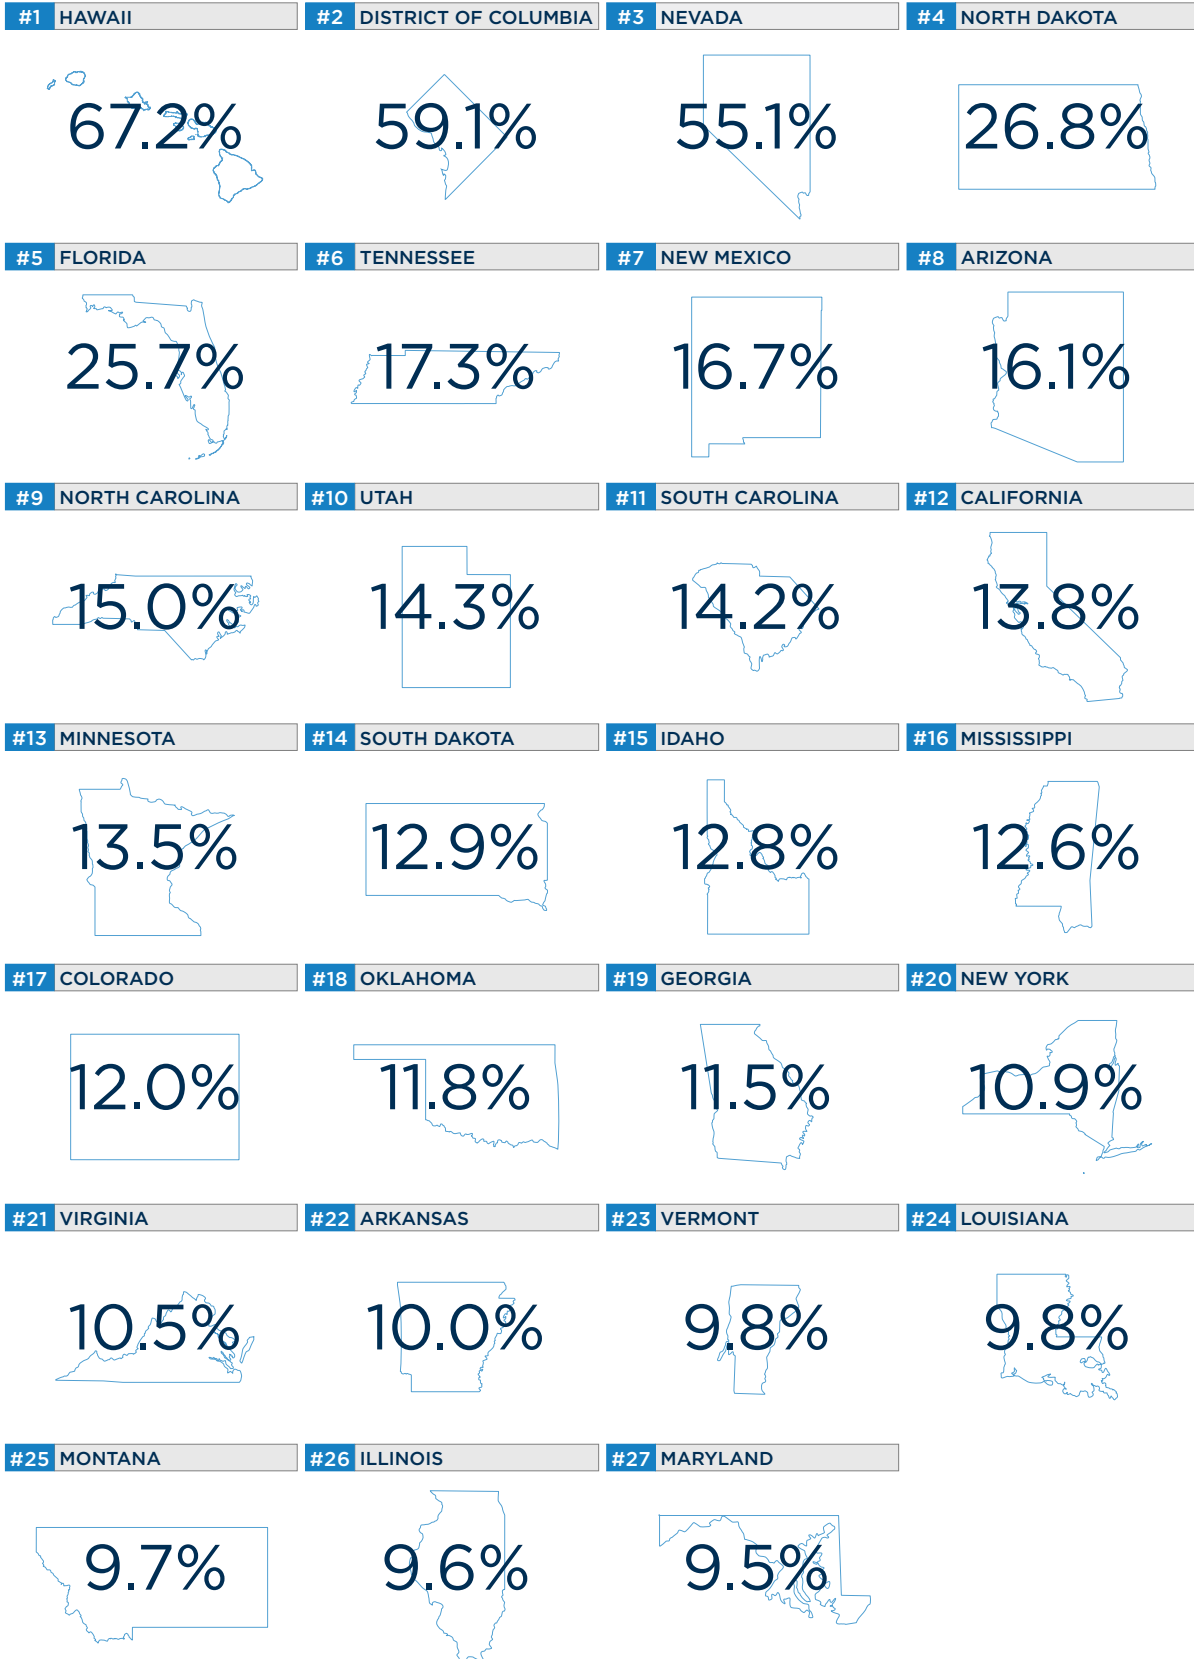 #1 HAWAII
#2 DISTRICT OF COLUMBIA
#3 NEVADA
#4 NORTH DAKOTA
67.2%
59.1%
55.1%
26.8%
#5 FLORIDA
#6 TENNESSEE
#7 NEW MEXICO
#8 ARIZONA
25.7%
17.3%
16.7%
16.1%
#9 NORTH CAROLINA
#10 UTAH
#11 SOUTH CAROLINA
#12 CALIFORNIA
15.0%
14.3%
14.2%
13.8%
#13 MINNESOTA
#14 SOUTH DAKOTA
#15 IDAHO
#16 MISSISSIPPI
13.5%
12.9%
12.8%
12.6%
#17 COLORADO
#18 OKLAHOMA
#19 GEORGIA
#20 NEW YORK
12.0%
11.8%
11.5%
10.9%
#21 VIRGINIA
#22 ARKANSAS
#23 VERMONT
#24 LOUISIANA
10.5%
10.0%
9.8%
9.8%
#25 MONTANA
#26 ILLINOIS
#27 MARYLAND
9.7%
9.6%
9.5%